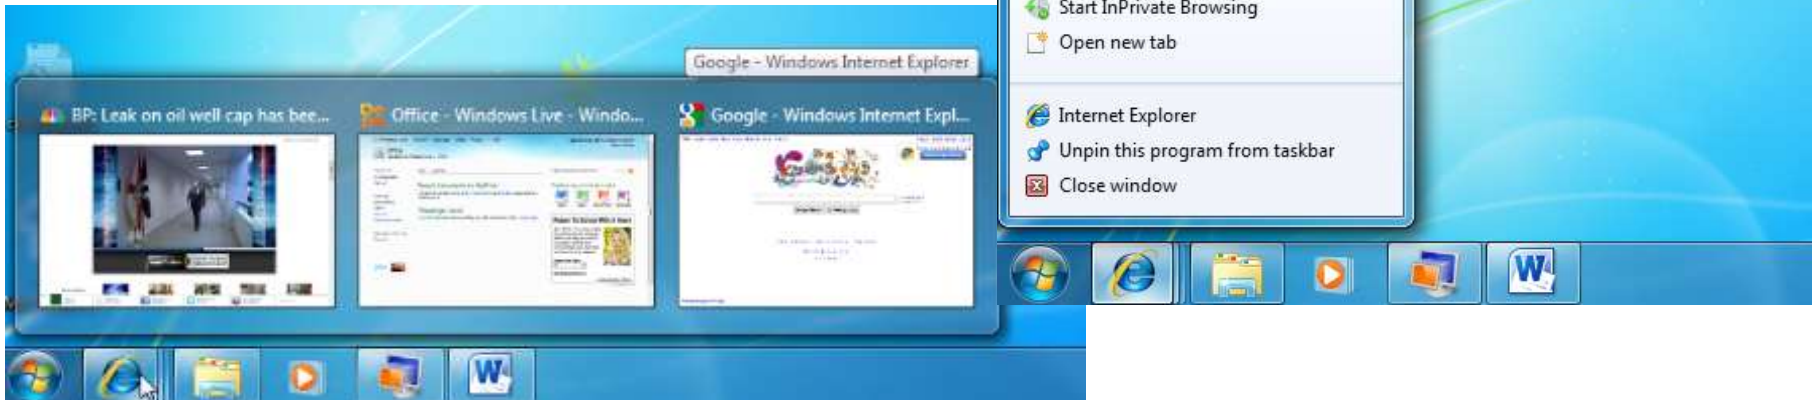 Google - Windows Internet Explorer
BP: Leak on oil well cap has bee...
Office - Windows Live - Windo...
Google - Windows Internet Expl...
Start InPrivate Browsing
Open new tab
Internet Explorer
Unpin this program from taskbar
Close window